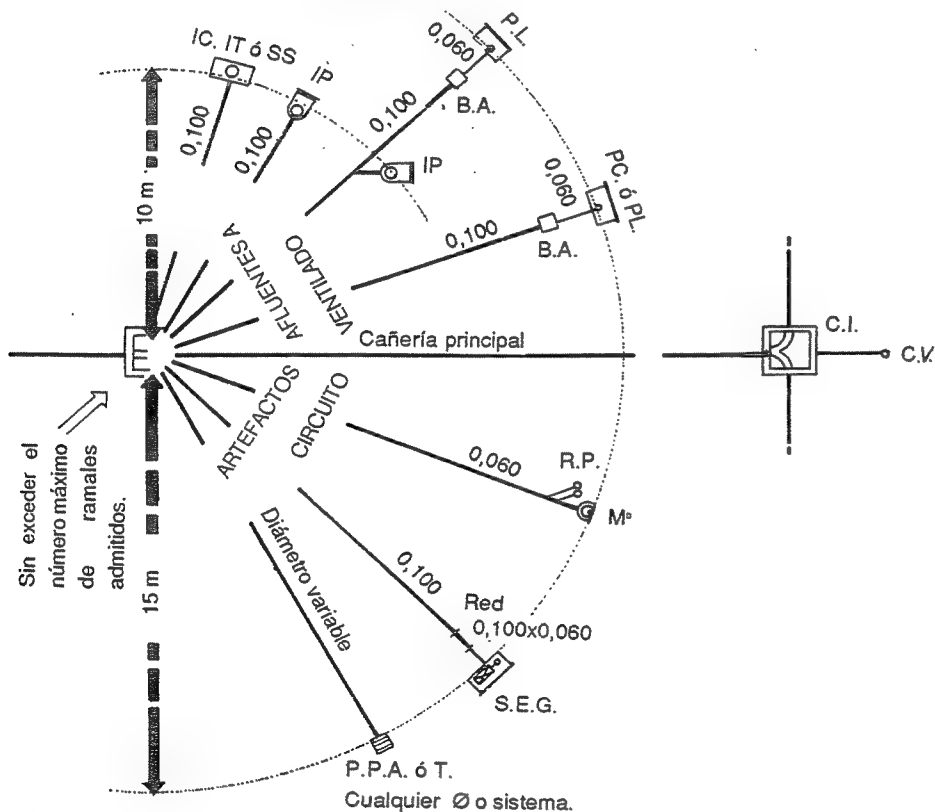 IC. IT ó SS
0,100
IP
0,100
P.L.
0,060
B.A.
0,100
IP
PC. ó PL.
0,060
B.A.
0,100
10 m.
AFLUENTES A
VENTILADO
Cañería principal
C.I.
C.V.
ARTEFACTOS
CIRCUITO
Sin exceder el
número máximo
de ramales
admitidos.
15 m
0,060
R.P.
Mº
0,100
Red
0,100x0,060
S.E.G.
Diámetro variable
P.P.A. ó T.
Cualquier Ø o sistema.